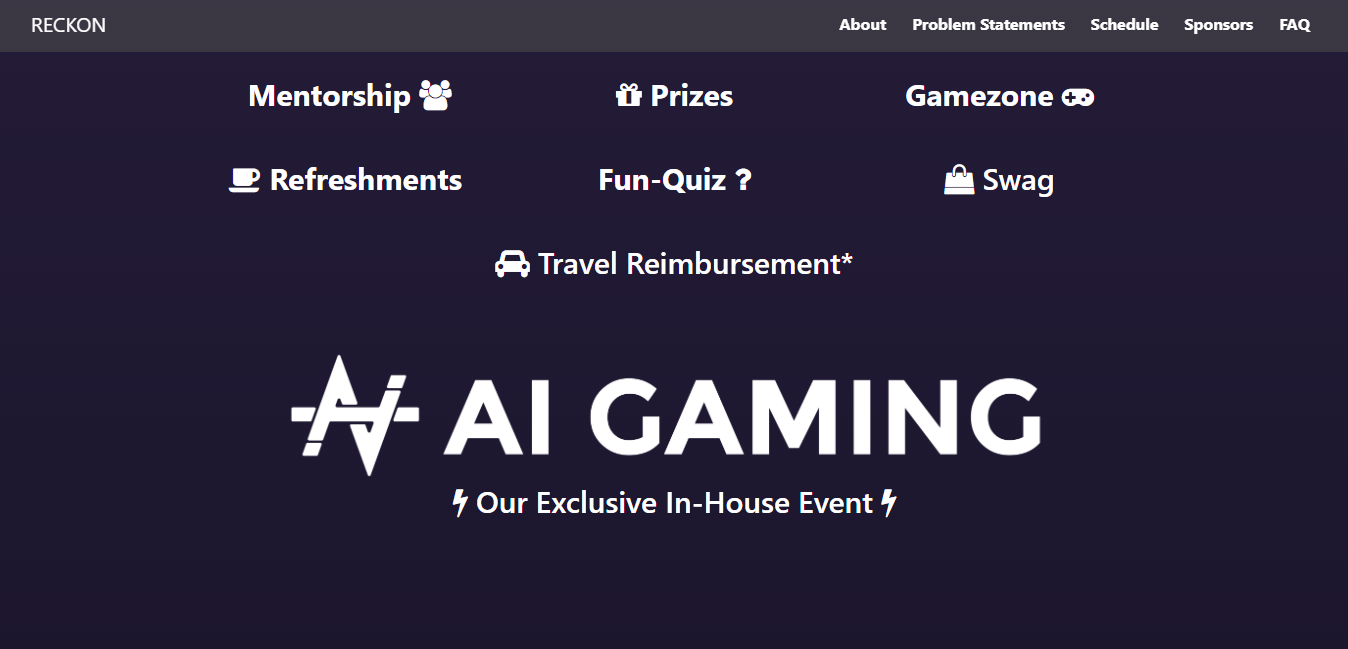 RECKON About Problem Statements Schedule Sponsors FAQ
Mentorship Prizes Gamezone
Refreshments Fun-Quiz ? Swag
Travel Reimbursement*
AI GAMING
Our Exclusive In-House Event